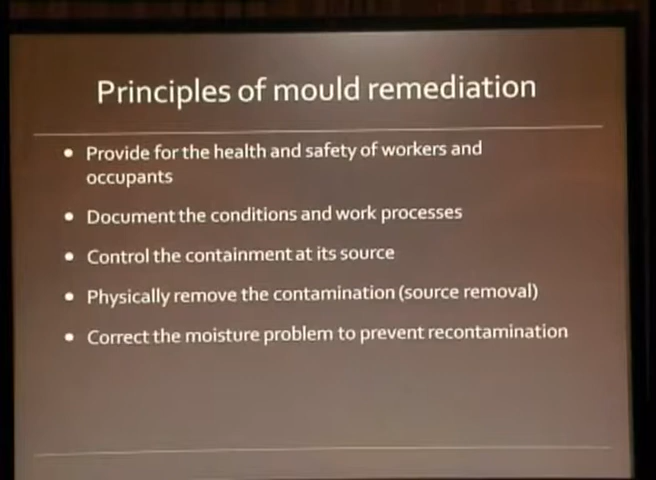 Principles of mould remediation
• Provide for the health and safety of workers and
occupants
• Document the conditions and work processes
• Control the containment at its source
• Physically remove the contamination (source removal)
• Correct the moisture problem to prevent recontamination